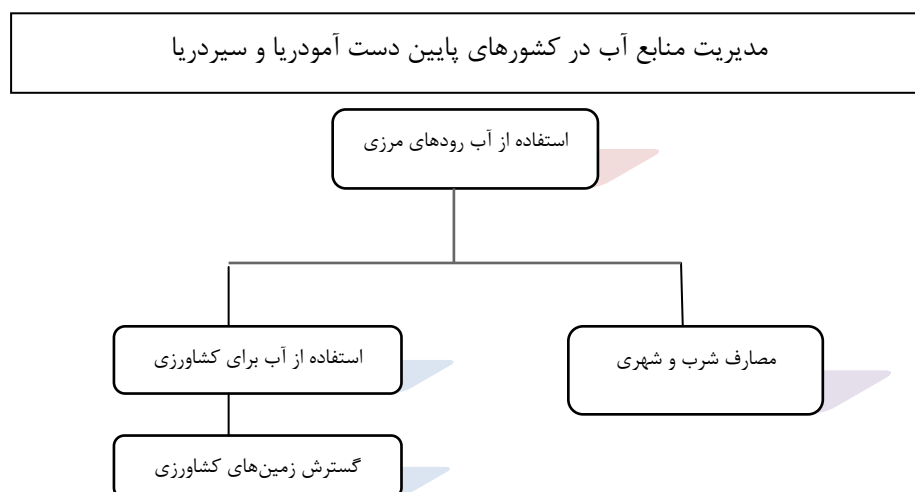 مدیریت منابع آب در کشورهای پایین دست آمودریا و سیردریا
استفاده از آب رودهای مرزی
استفاده از آب برای کشاورزی
مصارف شرب و شهری
گسترش زمین‌های کشاورزی